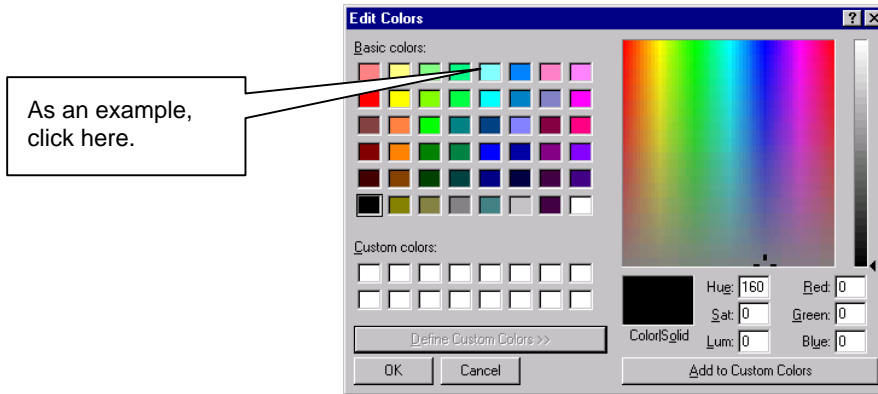 Edit Colors
? ×
Basic colors:
As an example,
click here.
Custom colors:
Define Custom Colors >>
OK Cancel
Hue: 160 Red: 0
Sat: 0 Green: 0
Color|Solid Lum: 0 Blue: 0
Add to Custom Colors